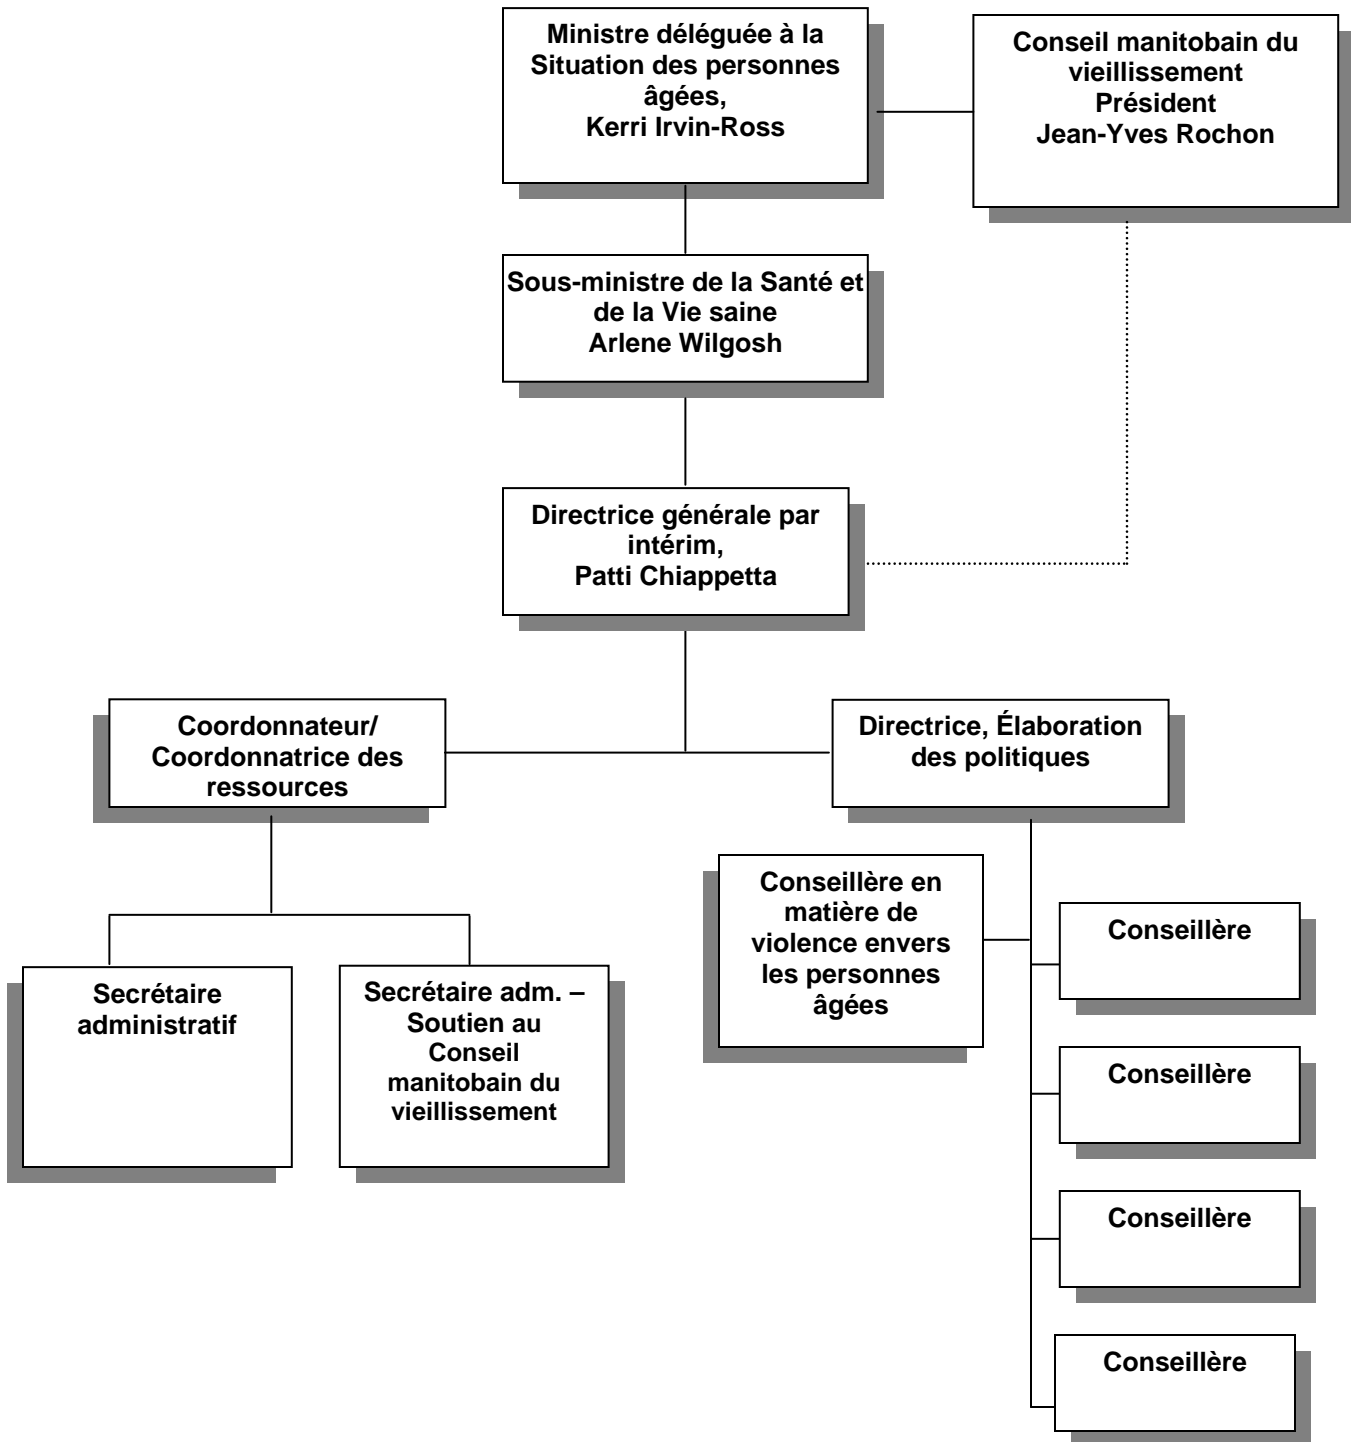 Ministre déléguée à la
Situation des personnes
âgées,
Kerri Irvin-Ross
Conseil manitobain du
vieillissement
Président
Jean-Yves Rochon
Sous-ministre de la Santé et
de la Vie saine
Arlene Wilgosh
Directrice générale par
intérim,
Patti Chiappetta
Coordonnateur/
Coordonnatrice des
ressources
Directrice, Élaboration
des politiques
Secrétaire
administratif
Secrétaire adm. –
Soutien au
Conseil
manitobain du
vieillissement
Conseillère en
matière de
violence envers
les personnes
âgées
Conseillère
Conseillère
Conseillère
Conseillère